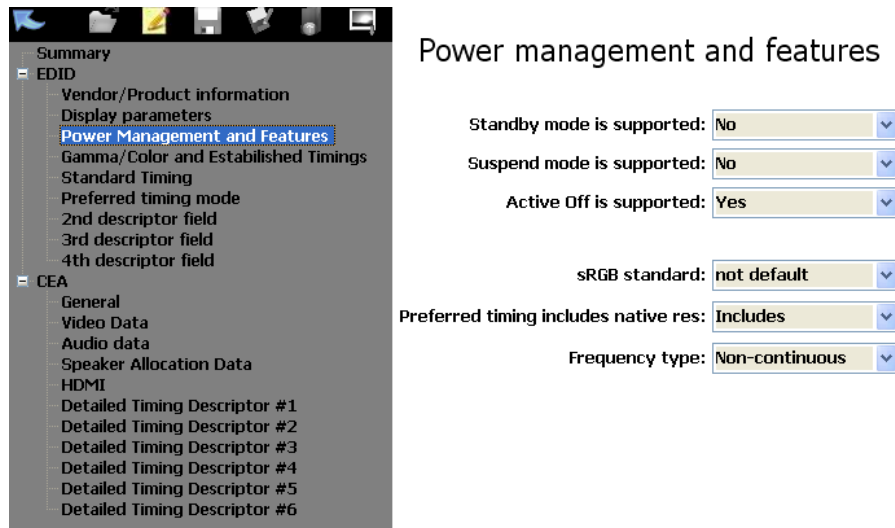 Summary
EDID
Vendor/Product information
Display parameters
Power Management and Features
Gamma/Color and Estabilished Timings
Standard Timing
Preferred timing mode
2nd descriptor field
3rd descriptor field
4th descriptor field
CEA
General
Video Data
Audio data
Speaker Allocation Data
HDMI
Detailed Timing Descriptor #1
Detailed Timing Descriptor #2
Detailed Timing Descriptor #3
Detailed Timing Descriptor #4
Detailed Timing Descriptor #5
Detailed Timing Descriptor #6
Power management and features
Standby mode is supported: No
Suspend mode is supported: No
Active Off is supported: Yes
sRGB standard: not default
Preferred timing includes native res: Includes
Frequency type: Non-continuous